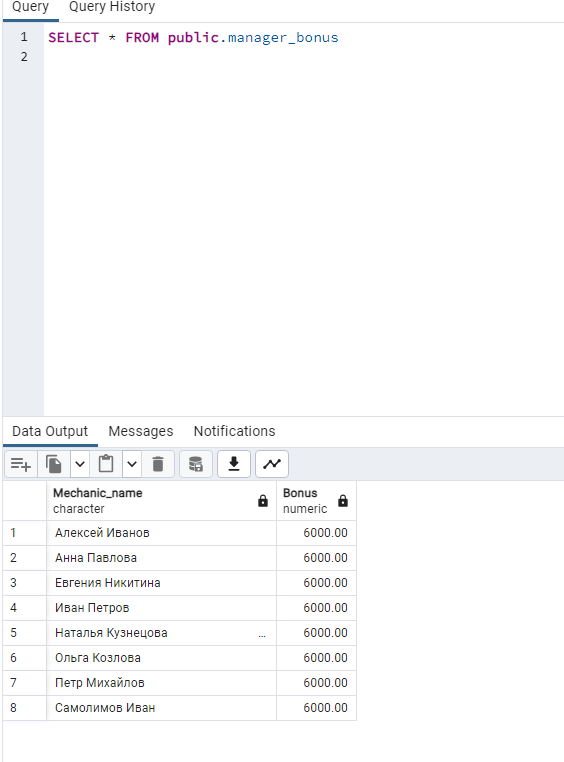 Query Query History
1 SELECT * FROM public.manager_bonus
2
Data Output Messages Notifications
Mechanic_name Bonus
character numeric
1 Алексей Иванов 6000.00
2 Анна Павлова 6000.00
3 Евгения Никитина 6000.00
4 Иван Петров 6000.00
5 Наталья Кузнецова ... 6000.00
6 Ольга Козлова 6000.00
7 Петр Михайлов 6000.00
8 Самолимов Иван 6000.00